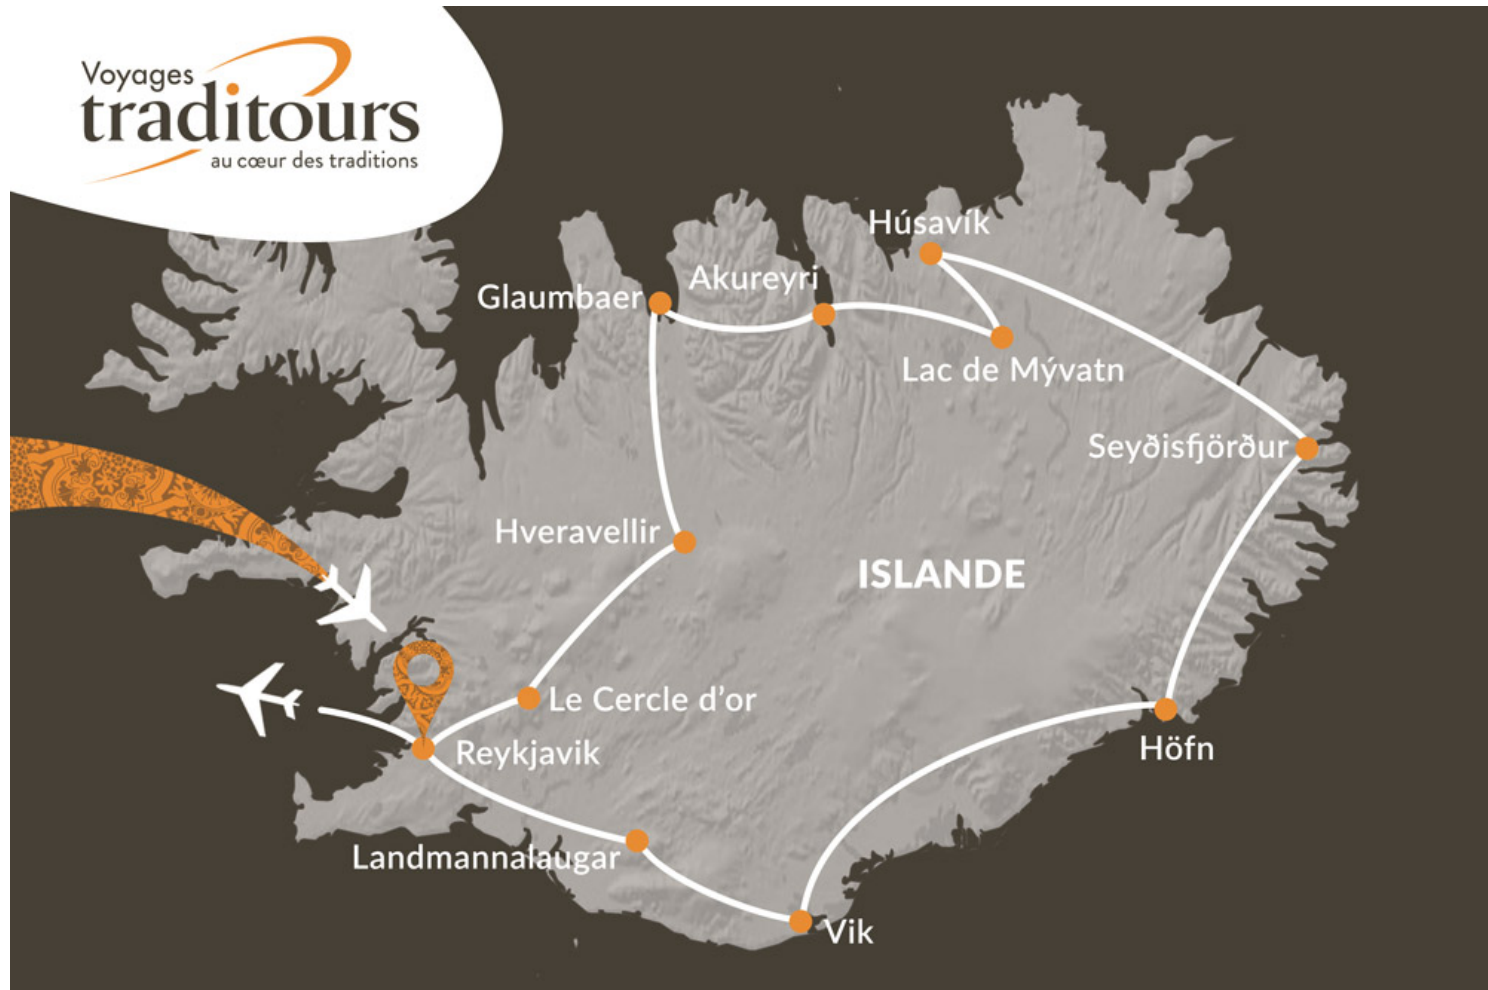 Voyages
traditours
au cœur des traditions
Húsavík
Akureyri
Glaumbaer
Lac de Mývatn
Seyðisfjörður
Hveravellir
ISLANDE
Le Cercle d’or
Reykjavik
Höfn
Landmannalaugar
Vik